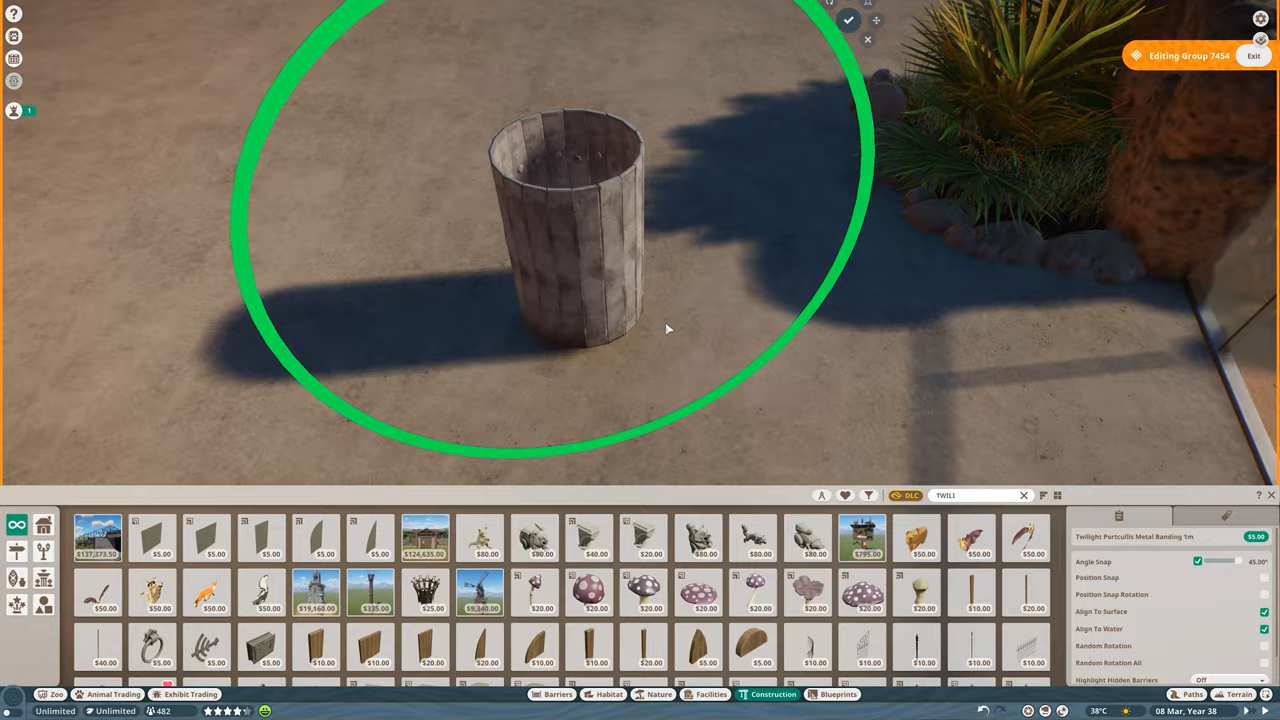 ?
1
Editing Group 7454
Exit
DLC
TWILI
?
$137,373.50 $5.00 $5.00 $5.00 $5.00 $5.00 $124,635.00 $80.00 $80.00 $40.00 $20.00 $80.00 $80.00 $80.00 $795.00 $50.00 $50.00 $50.00
$50.00 $50.00 $50.00 $50.00 $19,160.00 $335.00 $25.00 $9,340.00 $20.00 $20.00 $20.00 $20.00 $20.00 $20.00 $20.00 $20.00 $10.00 $20.00
$40.00 $5.00 $5.00 $5.00 $10.00 $10.00 $20.00 $20.00 $10.00 $10.00 $20.00 $5.00 $5.00 $10.00 $10.00 $10.00 $10.00 $10.00
Twilight Portcullis Metal Banding 1m $5.00
Angle Snap 45.00°
Position Snap
Position Snap Rotation
Align To Surface
Align To Water
Random Rotation
Random Rotation All
Highlight Hidden Barriers Off
Zoo Animal Trading Exhibit Trading Barriers Habitat Nature Facilities Construction Blueprints Paths Terrain
Unlimited Unlimited 482 38°C 08 Mar, Year 38